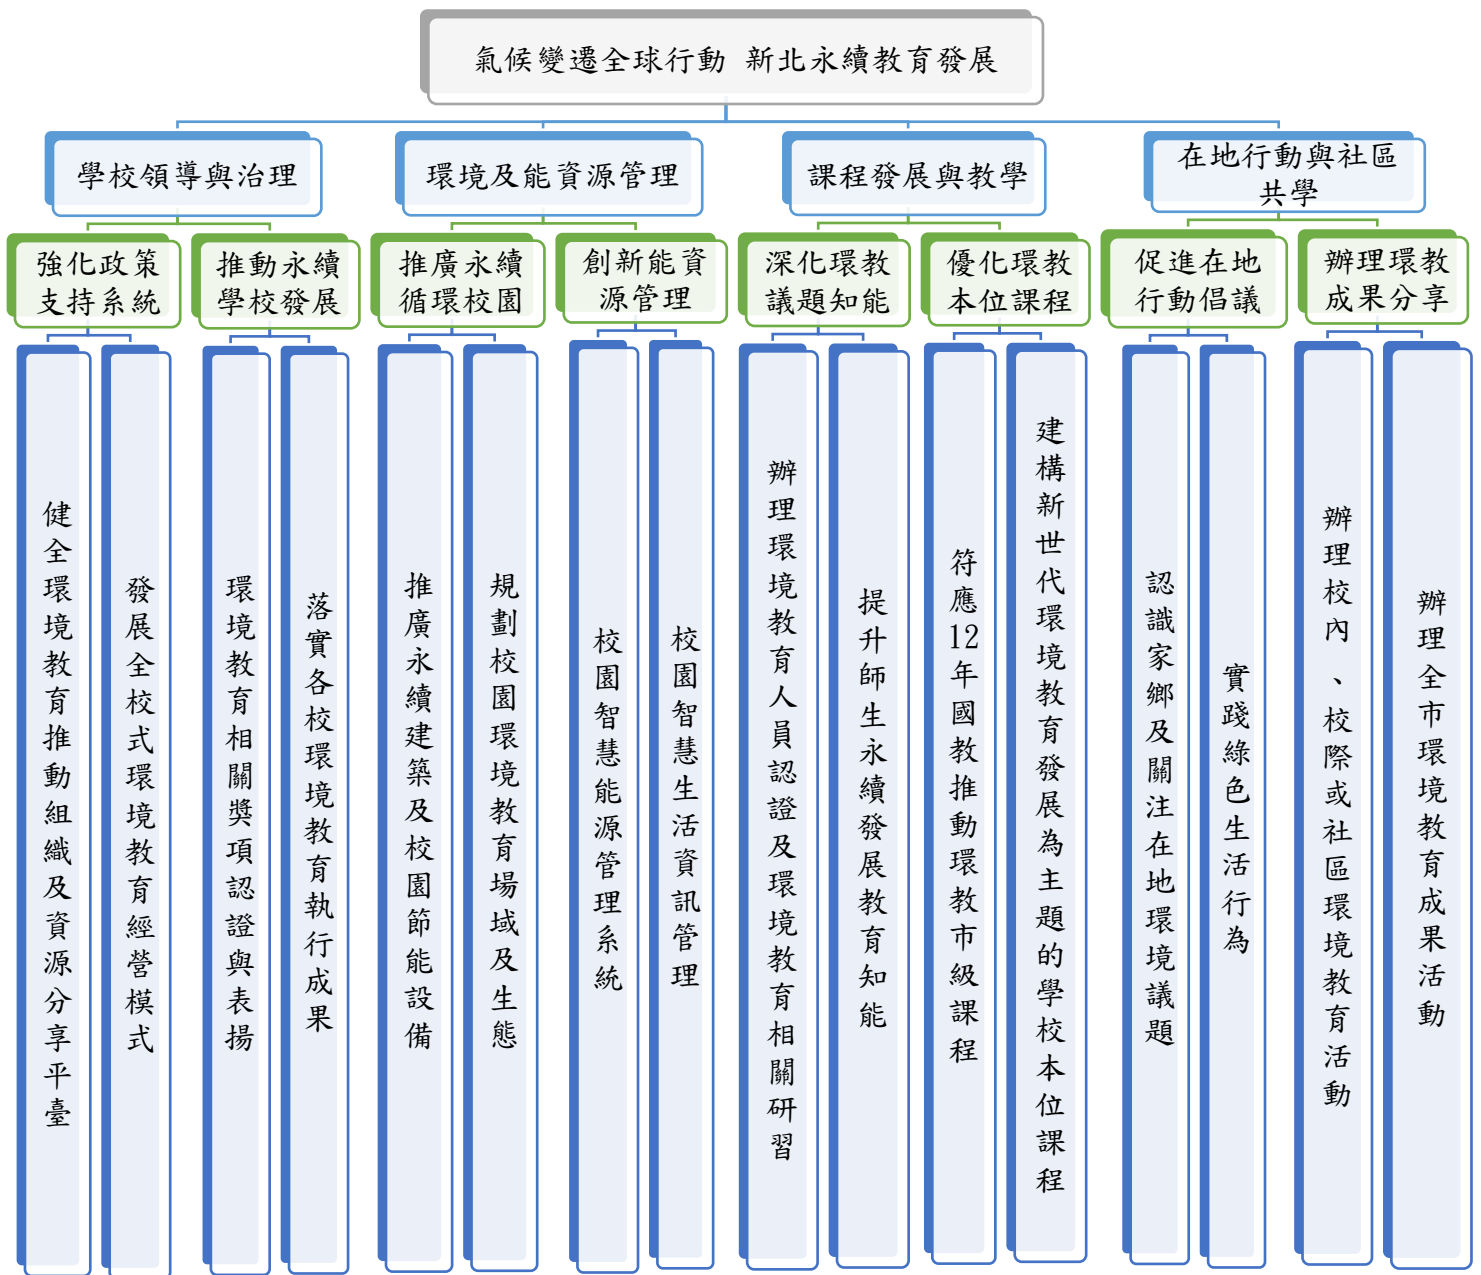 氣候變遷全球行動 新北永續教育發展
學校領導與治理
環境及能資源管理
課程發展與教學
在地行動與社區
共學
強化政策
支持系統
推動永續
學校發展
推廣永續
循環校園
創新能資
源管理
深化環教
議題知能
優化環教
本位課程
促進在地
行動倡議
辦理環教
成果分享
健全環境教育推動組織及資源分享平臺
發展全校式環境教育經營模式
環境教育相關獎項認證與表揚
落實各校環境教育執行成果
推廣永續建築及校園節能設備
規劃校園環境教育場域及生態
校園智慧能源管理系統
校園智慧生活資訊管理
辦理環境教育人員認證及環境教育相關研習
提升師生永續發展教育知能
符應12年國教推動環教市級課程
建構新世代環境教育發展為主題的學校本位課程
認識家鄉及關注在地環境議題
實踐綠色生活行為
辦理校內、校際或社區環境教育活動
辦理全市環境教育成果活動